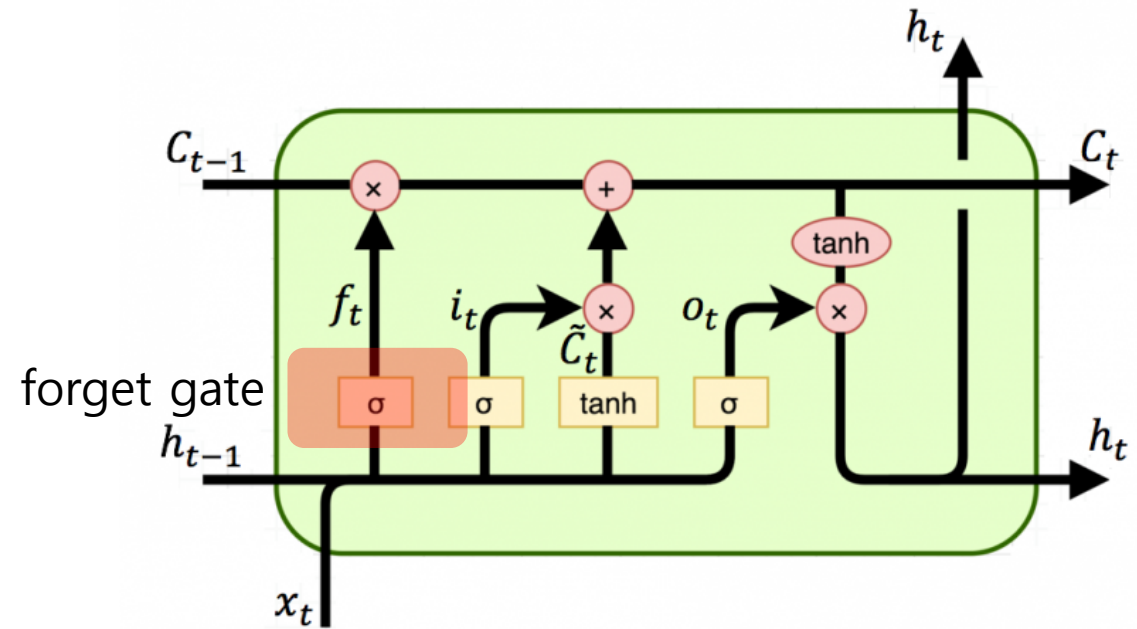 h_t
C_{t-1}
C_t
×
+
tanh
f_t
i_t
×
o_t
×
C̃_t
forget gate
σ
σ
tanh
σ
h_{t-1}
h_t
x_t